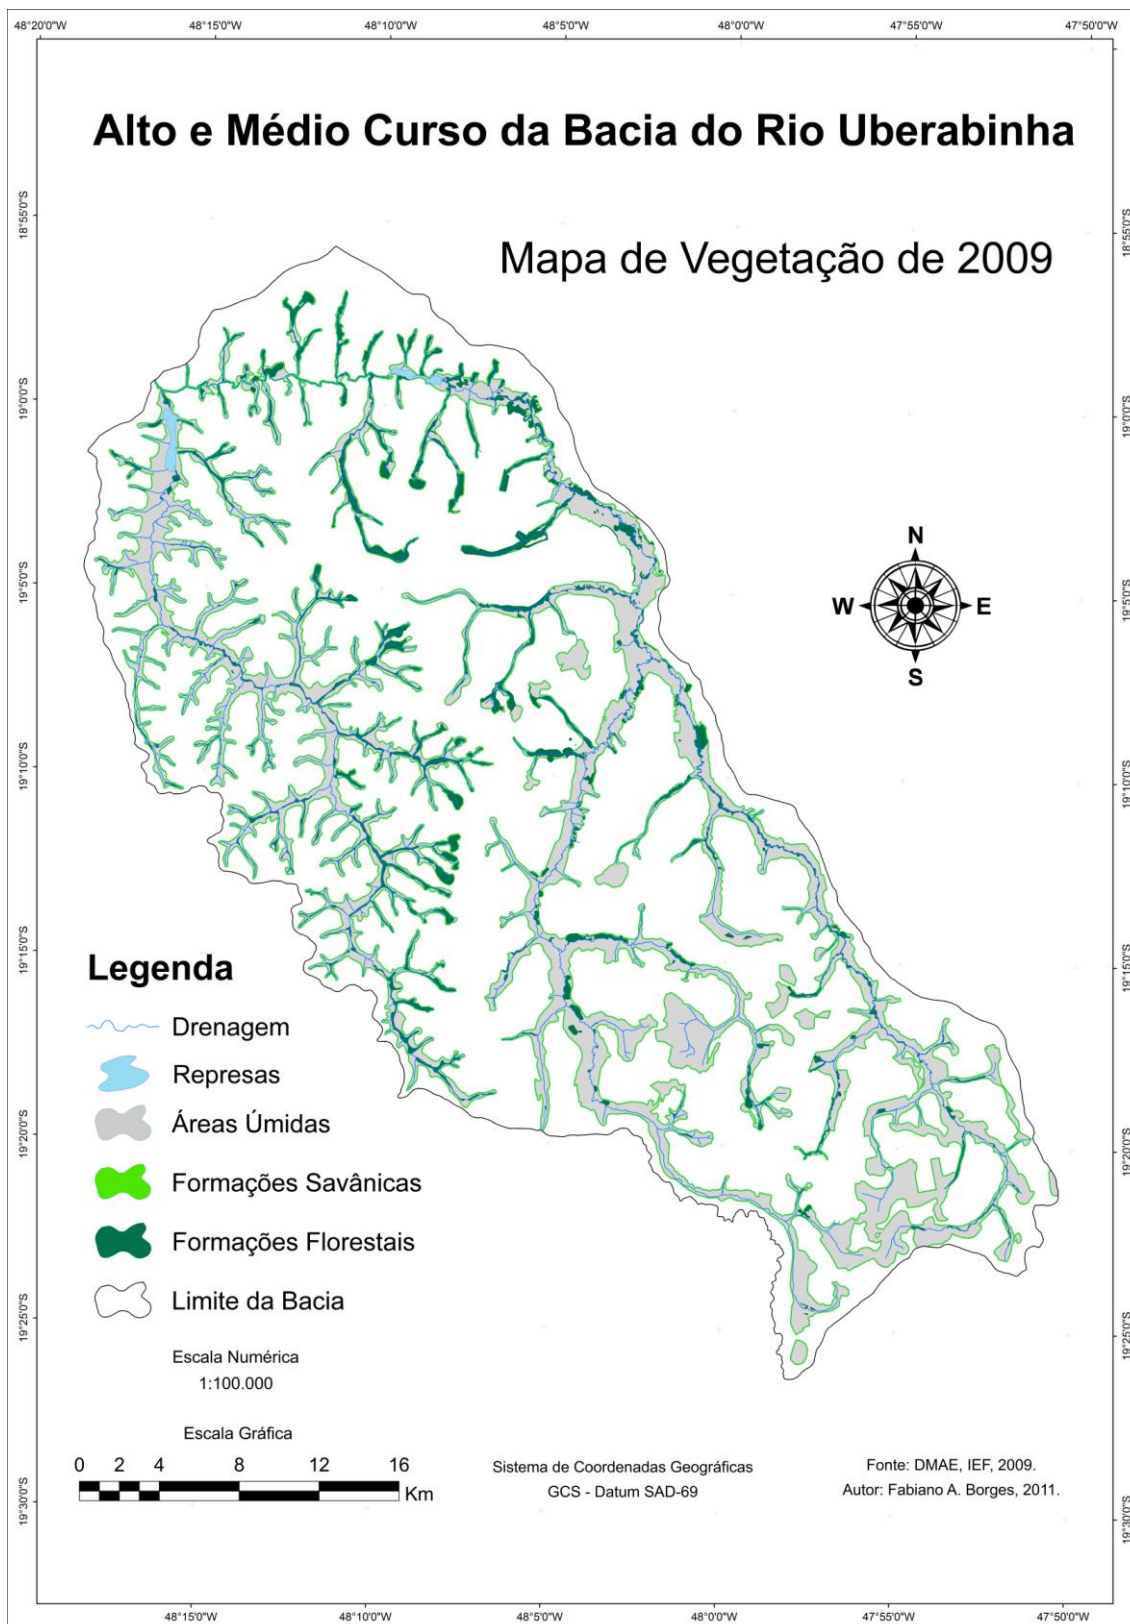 48°20'0"W 48°15'0"W 48°10'0"W 48°5'0"W 48°0'0"W 47°55'0"W 47°50'0"W
Alto e Médio Curso da Bacia do Rio Uberabinha
Mapa de Vegetação de 2009
18°55'0"S
18°55'0"S
19°0'0"S
19°0'0"S
N
W
E
S
19°5'0"S
19°5'0"S
19°10'0"S
19°10'0"S
19°15'0"S
19°15'0"S
Legenda
Drenagem
Represas
Áreas Úmidas
19°20'0"S
19°20'0"S
Formações Savânicas
Formações Florestais
Limite da Bacia
19°25'0"S
19°25'0"S
Escala Numérica
1:100.000
Escala Gráfica
0 2 4 8 12 16
Km
Sistema de Coordenadas Geográficas
GCS - Datum SAD-69
Fonte: DMAE, IEF, 2009.
Autor: Fabiano A. Borges, 2011.
19°30'0"S
19°30'0"S
48°15'0"W 48°10'0"W 48°5'0"W 48°0'0"W 47°55'0"W 47°50'0"W